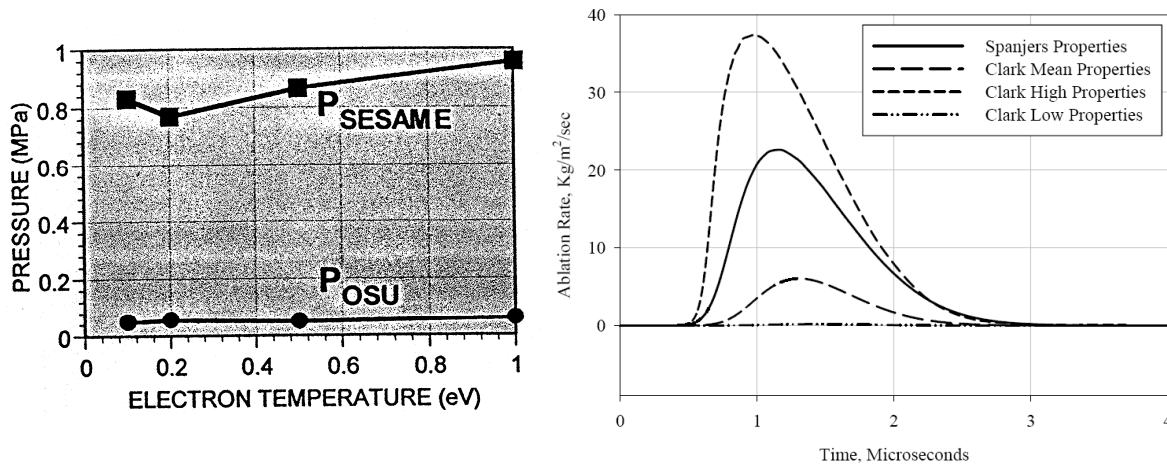 1
0.8
0.6
0.4
0.2
0
PRESSURE (MPa)
P SESAME
P OSU
0 0.2 0.4 0.6 0.8 1
ELECTRON TEMPERATURE (eV)
40
30
20
10
0
Ablation Rate, Kg/m²/sec
Spanjers Properties
Clark Mean Properties
Clark High Properties
Clark Low Properties
0 1 2 3 4
Time, Microseconds